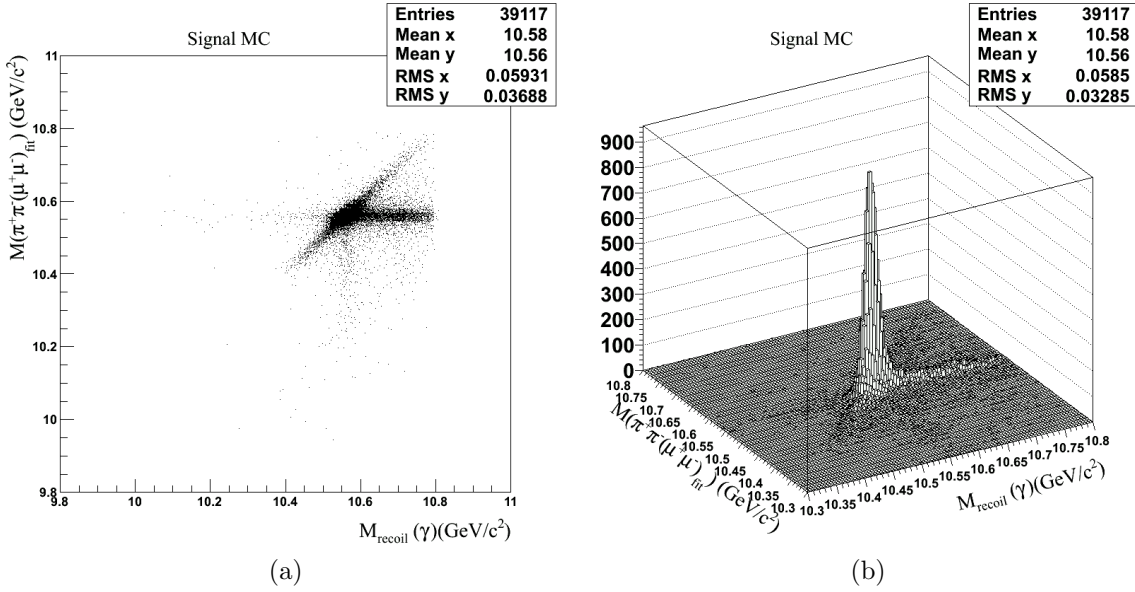 Signal MC
Entries 39117
Mean x 10.58
Mean y 10.56
RMS x 0.05931
RMS y 0.03688
M(π⁺π⁻(μ⁺μ⁻)fit) (GeV/c²)
11
10.8
10.6
10.4
10.2
10
9.8
9.8 10 10.2 10.4 10.6 10.8 11
Mrecoil (γ)(GeV/c²)
(a)
Signal MC
Entries 39117
Mean x 10.58
Mean y 10.56
RMS x 0.0585
RMS y 0.03285
900
800
700
600
500
400
300
200
100
0
10.8
10.75
10.7
10.65
10.6
10.55
10.5
10.45
10.4
10.35
10.3
M(π⁺π⁻(μ⁺μ⁻)fit) (GeV/c²)
10.3 10.35 10.4 10.45 10.5 10.55 10.6 10.65 10.7 10.75 10.8
Mrecoil (γ)(GeV/c²)
(b)